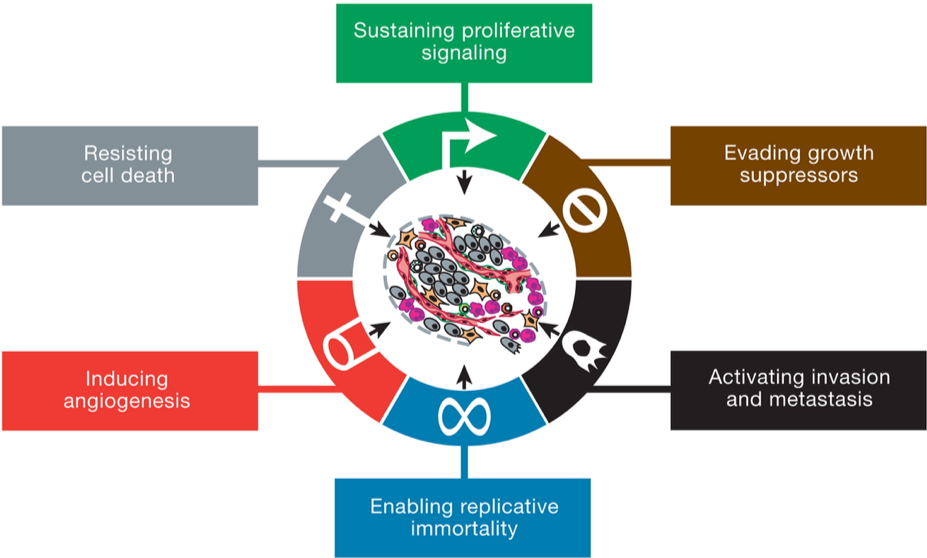 Sustaining proliferative
signaling
Resisting
cell death
Evading growth
suppressors
Inducing
angiogenesis
Activating invasion
and metastasis
Enabling replicative
immortality